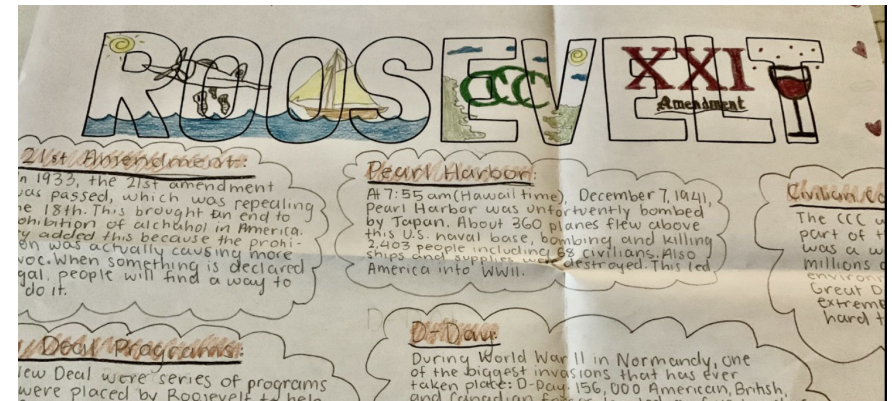 ROOSEVELT
CCC
XXI
Amendment
21st Amendment:
n 1933, the 21st amendment
was passed, which was repealing
he 18th. This brought an end to
ohibition of alchahol in America.
y added this because the prohi-
on was actually causing more
voc. When something is declared
gal, people will find a way to
do it.
Pearl Harbor:
At 7:55 am (Hawaii time), December 7, 1941,
Pearl Harbor was unfortuently bombed
by Japan. About 360 planes flew above
this U.S. naval base, bombing and killing
2,403 people including 68 civilians. Also
ships and supplies were destroyed. This led
America into WWII.
Civilian
The CCC
part of
was a
millions
environ
Great D
extreme
hard t
Deal Programs:
New Deal were series of programs
were placed by Roosevelt to help
D-Day
During World War II in Normandy, one
of the biggest invasions that has ever
taken place: D-Day. 156,000 American, British,
and Canadian